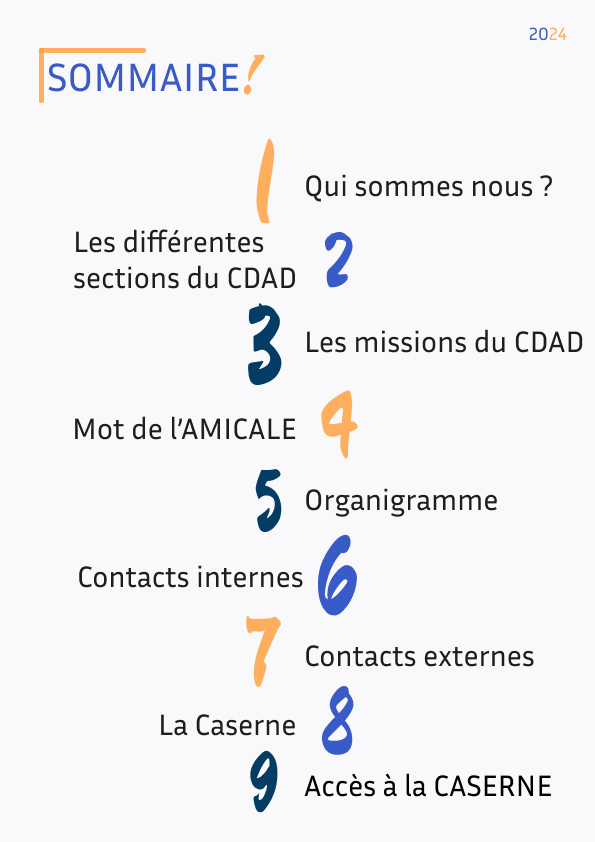 2024
SOMMAIRE!
1 Qui sommes nous ?
Les différentes
sections du CDAD 2
3 Les missions du CDAD
Mot de l'AMICALE 4
5 Organigramme
Contacts internes 6
7 Contacts externes
La Caserne 8
9 Accès à la CASERNE